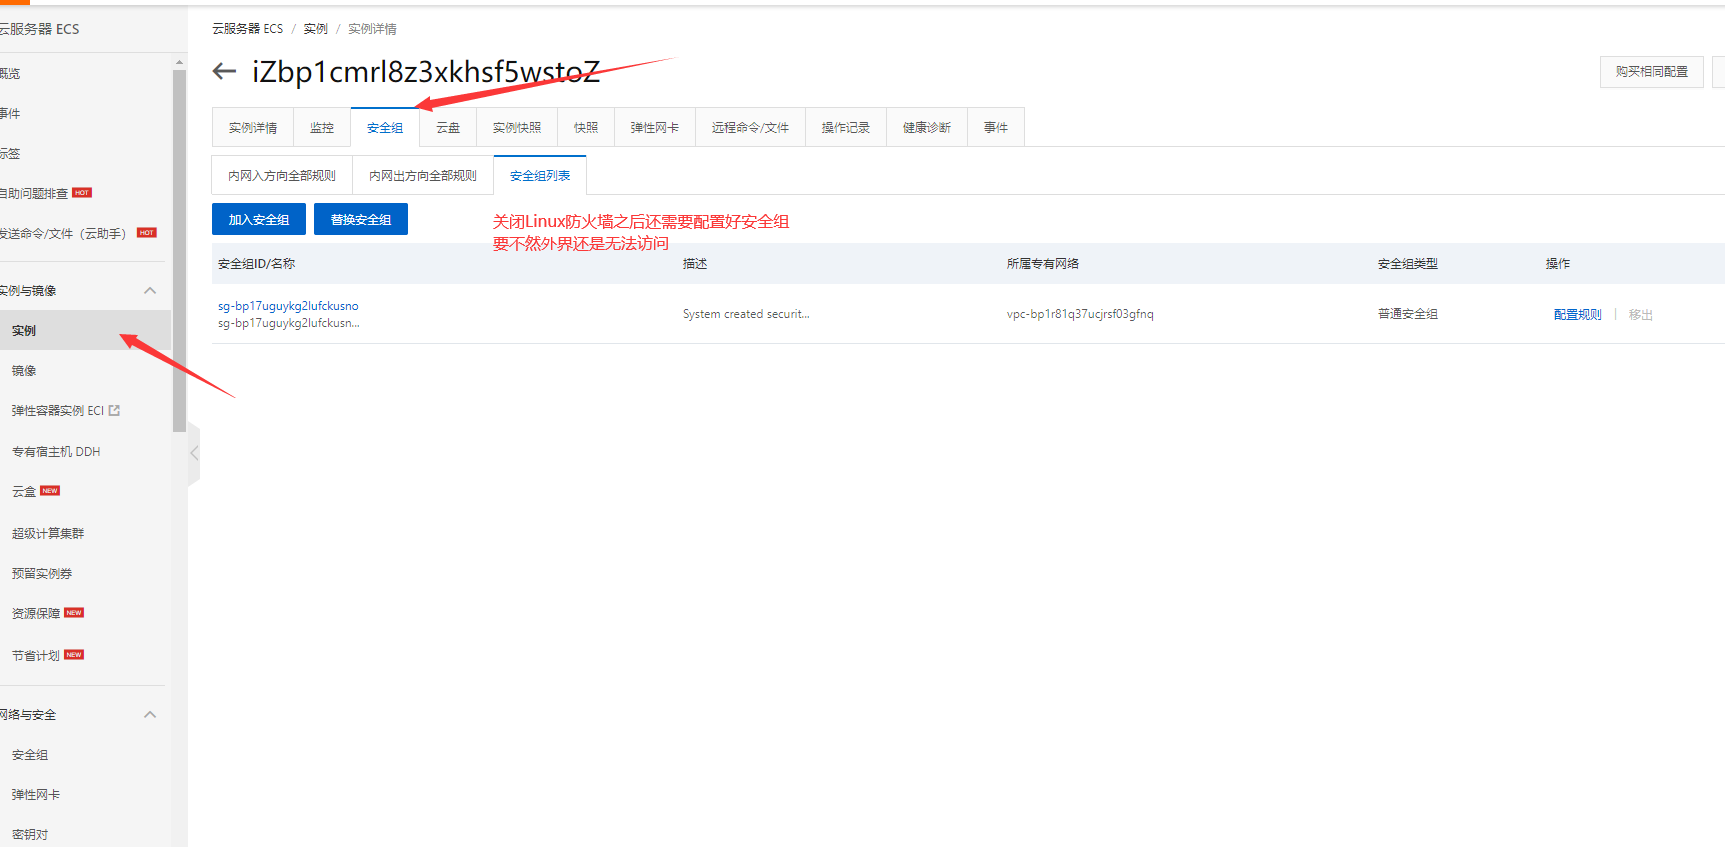 云服务器 ECS
概览
事件
标签
自助问题排查 HOT
发送命令/文件（云助手） HOT
实例与镜像
实例
镜像
弹性容器实例 ECI
专有宿主机 DDH
云盒 NEW
超级计算集群
预留实例券
资源保障 NEW
节省计划 NEW
网络与安全
安全组
弹性网卡
密钥对
云服务器 ECS / 实例 / 实例详情
iZbp1cmrl8z3xkhsf5wstoZ
购买相同配置
实例详情 监控 安全组 云盘 实例快照 快照 弹性网卡 远程命令/文件 操作记录 健康诊断 事件
内网入方向全部规则 内网出方向全部规则 安全组列表
加入安全组 替换安全组
关闭Linux防火墙之后还需要配置好安全组
要不然外界还是无法访问
安全组ID/名称 描述 所属专有网络 安全组类型 操作
sg-bp17uguykg2lufckusno System created securit... vpc-bp1r81q37ucjrsf03gfnq 普通安全组 配置规则 移出
sg-bp17uguykg2lufckusn...